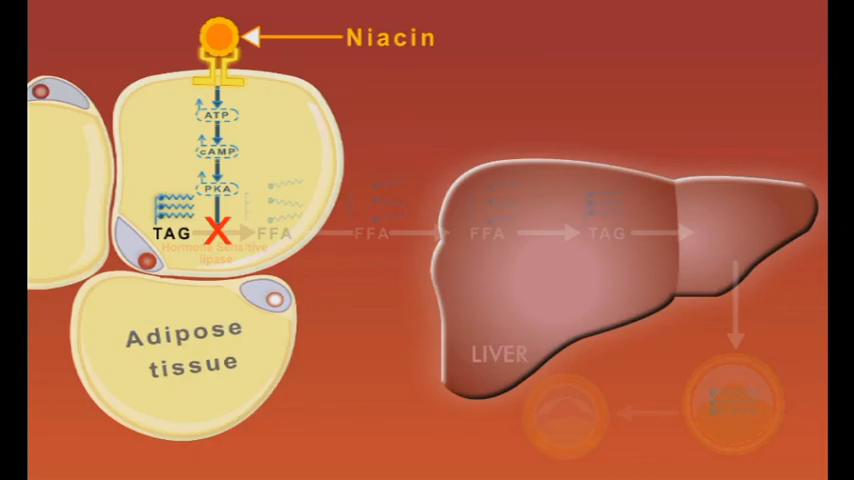 Niacin
ATP
cAMP
PKA
TAG
FFA
FFA
FFA
TAG
Hormone Sensitive
lipase
Adipose
tissue
LIVER